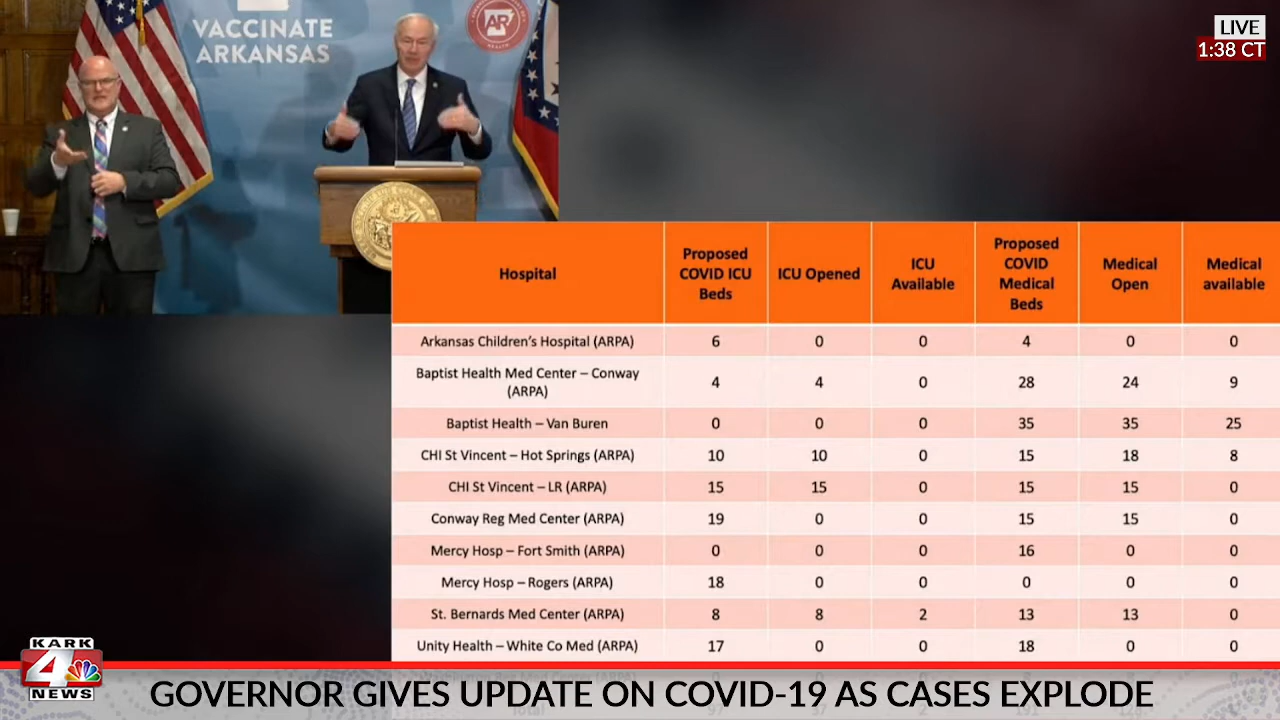 VACCINATE
ARKANSAS
AR
HEALTH
LIVE
1:38 CT
Hospital Proposed COVID ICU Beds ICU Opened ICU Available Proposed COVID Medical Beds Medical Open Medical available
Arkansas Children's Hospital (ARPA) 6 0 0 4 0 0
Baptist Health Med Center – Conway (ARPA) 4 4 0 28 24 9
Baptist Health – Van Buren 0 0 0 35 35 25
CHI St Vincent – Hot Springs (ARPA) 10 10 0 15 18 8
CHI St Vincent – LR (ARPA) 15 15 0 15 15 0
Conway Reg Med Center (ARPA) 19 0 0 15 15 0
Mercy Hosp – Fort Smith (ARPA) 0 0 0 16 0 0
Mercy Hosp – Rogers (ARPA) 18 0 0 0 0 0
St. Bernards Med Center (ARPA) 8 8 2 13 13 0
Unity Health – White Co Med (ARPA) 17 0 0 18 0 0
KARK
4
NEWS
GOVERNOR GIVES UPDATE ON COVID-19 AS CASES EXPLODE